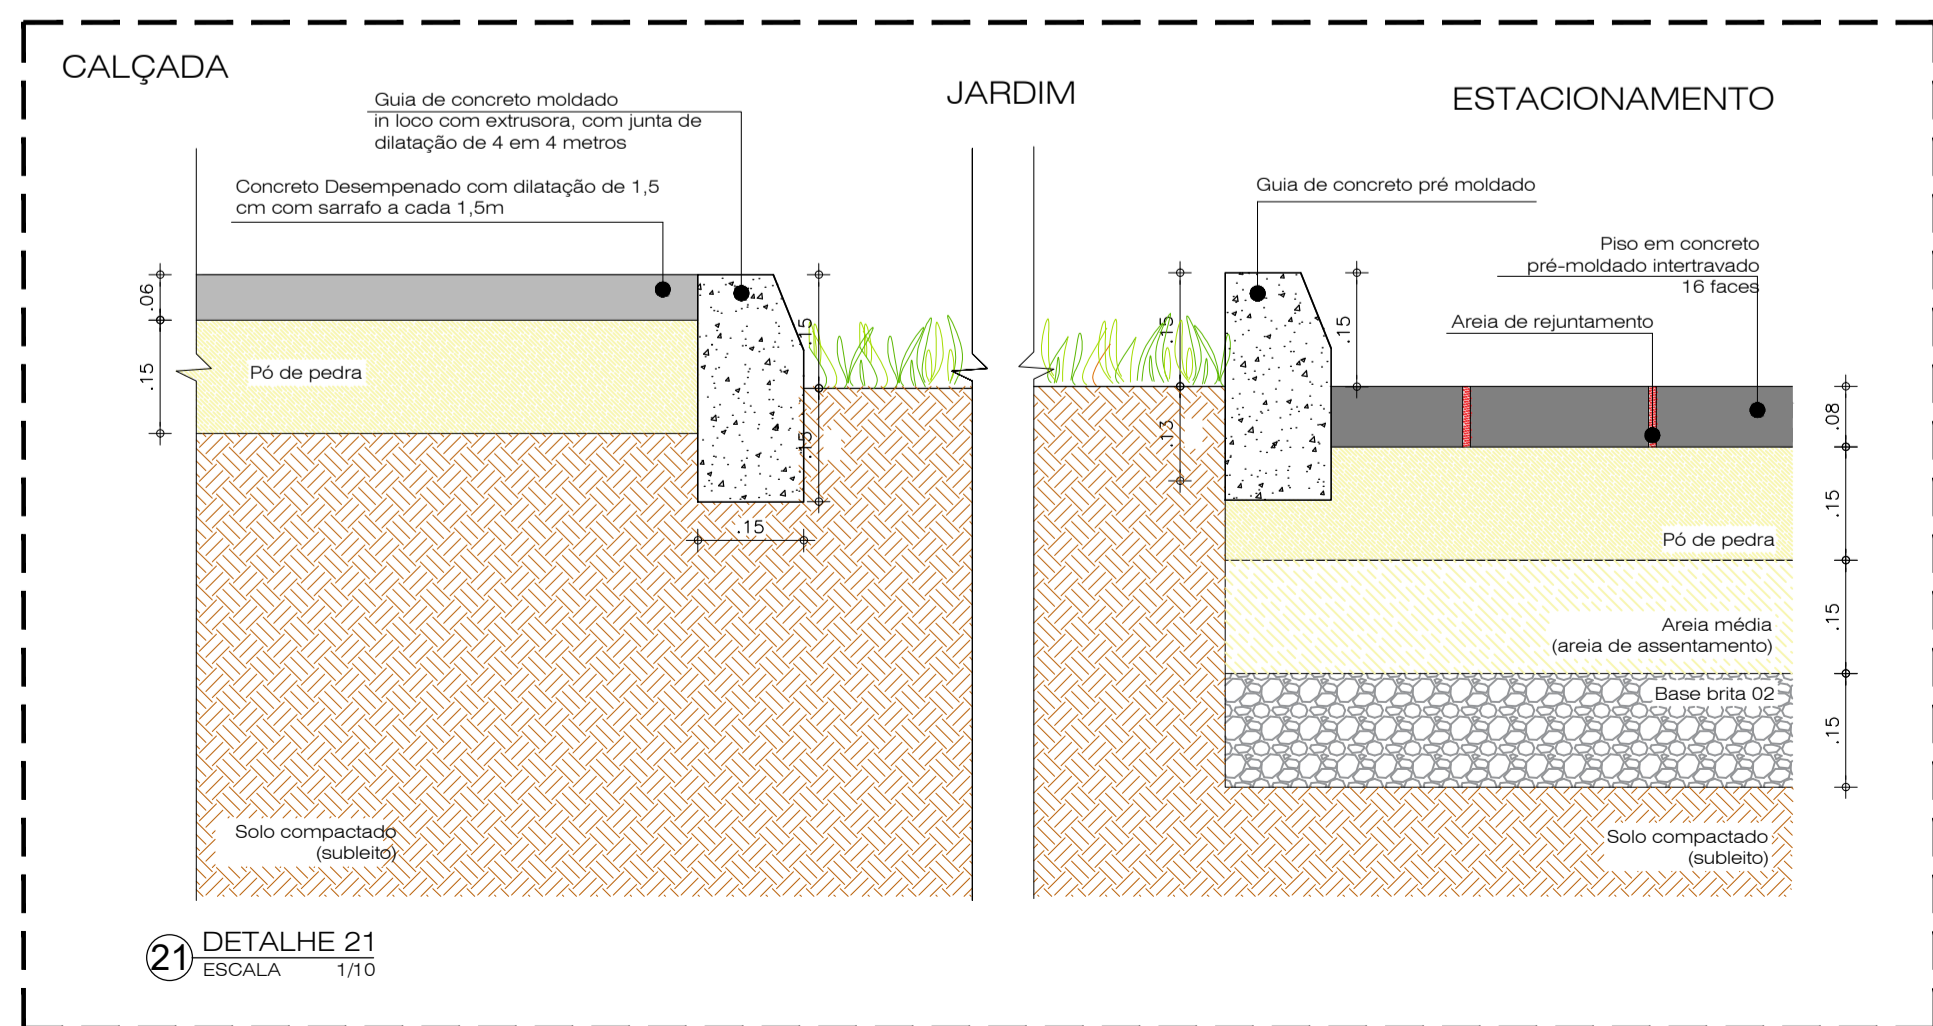 CALÇADA
JARDIM
ESTACIONAMENTO
Guia de concreto moldado
in loco com extrusora, com junta de
dilatação de 4 em 4 metros
Concreto Desempenado com dilatação de 1,5
cm com sarrafo a cada 1,5m
Guia de concreto pré moldado
Piso em concreto
pré-moldado intertravado
16 faces
Areia de rejuntamento
.06
.15
Pó de pedra
.15
.15
.15
.15
.13
.15
.08
.15
.15
.15
Pó de pedra
Areia média
(areia de assentamento)
Base brita 02
Solo compactado
(subleito)
Solo compactado
(subleito)
21
DETALHE 21
ESCALA 1/10